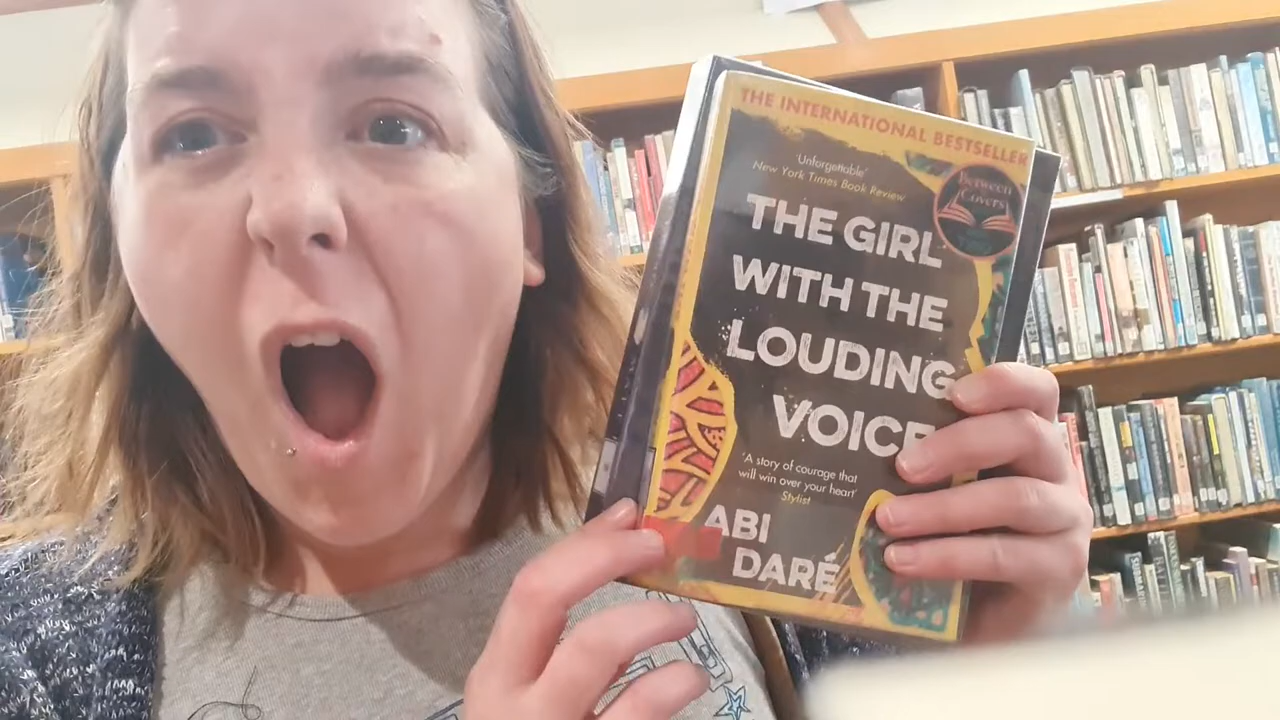 THE INTERNATIONAL BESTSELLER
'Unforgettable'
New York Times Book Review
Between
Covers
THE GIRL
WITH THE
LOUDING
VOICE
'A story of courage that
will win over your heart'
Stylist
ABI
DARÉ